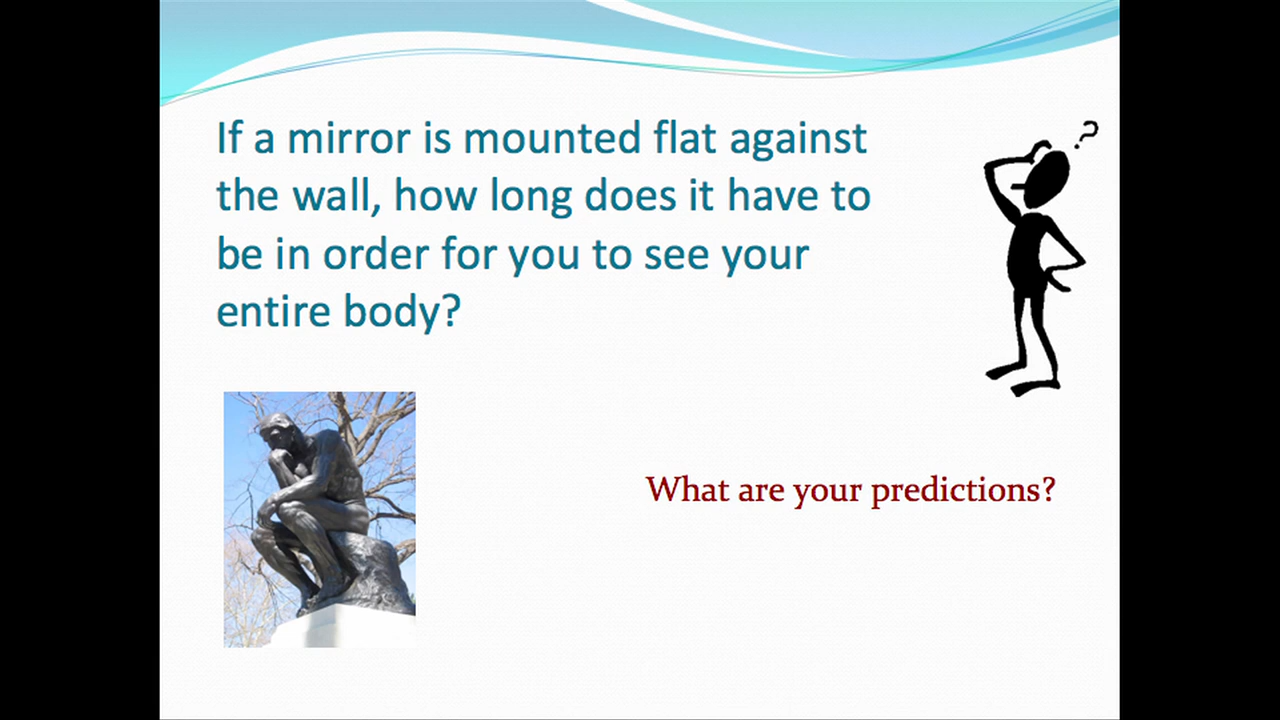 If a mirror is mounted flat against
the wall, how long does it have to
be in order for you to see your
entire body?
?
What are your predictions?